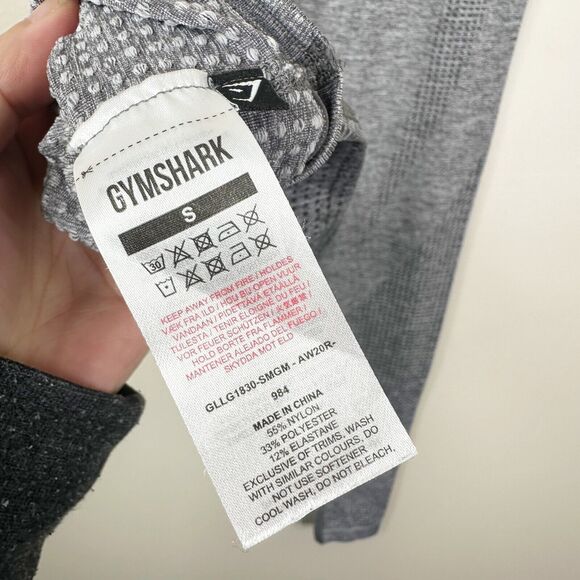 GYMSHARK
S
30
KEEP AWAY FROM FIRE / HOLDES
VÆK FRA ILD / HOU BIJ OPEN VUUR
VANDAAN / PIDETTÄVÄ ETÄÄLLÄ
TULESTA / TENIR ÉLOIGNÉ DU FEU /
VOR FEUER SCHÜTZEN / 火気厳禁 /
HOLD BORTE FRA FLAMMER /
MANTENER ALEJADO DEL FUEGO /
SKYDDA MOT ELD
GLLG1830-SMGM - AW20R-
984
MADE IN CHINA
55% NYLON
33% POLYESTER
12% ELASTANE
EXCLUSIVE OF TRIMS, WASH
WITH SIMILAR COLOURS, DO
NOT USE SOFTENER.
COOL WASH, DO NOT BLEACH,